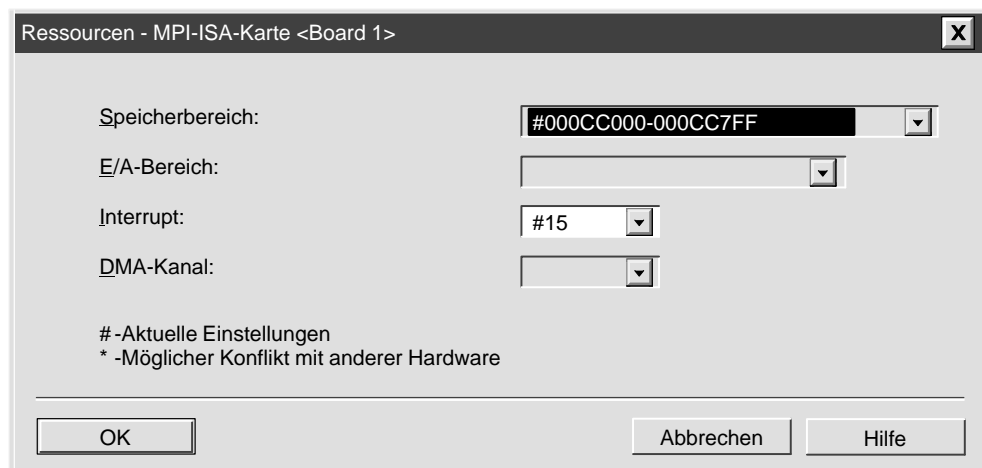 Ressourcen - MPI-ISA-Karte <Board 1>
X
Speicherbereich:
#000CC000-000CC7FF
E/A-Bereich:
Interrupt:
#15
DMA-Kanal:
# -Aktuelle Einstellungen
* -Möglicher Konflikt mit anderer Hardware
OK
Abbrechen
Hilfe